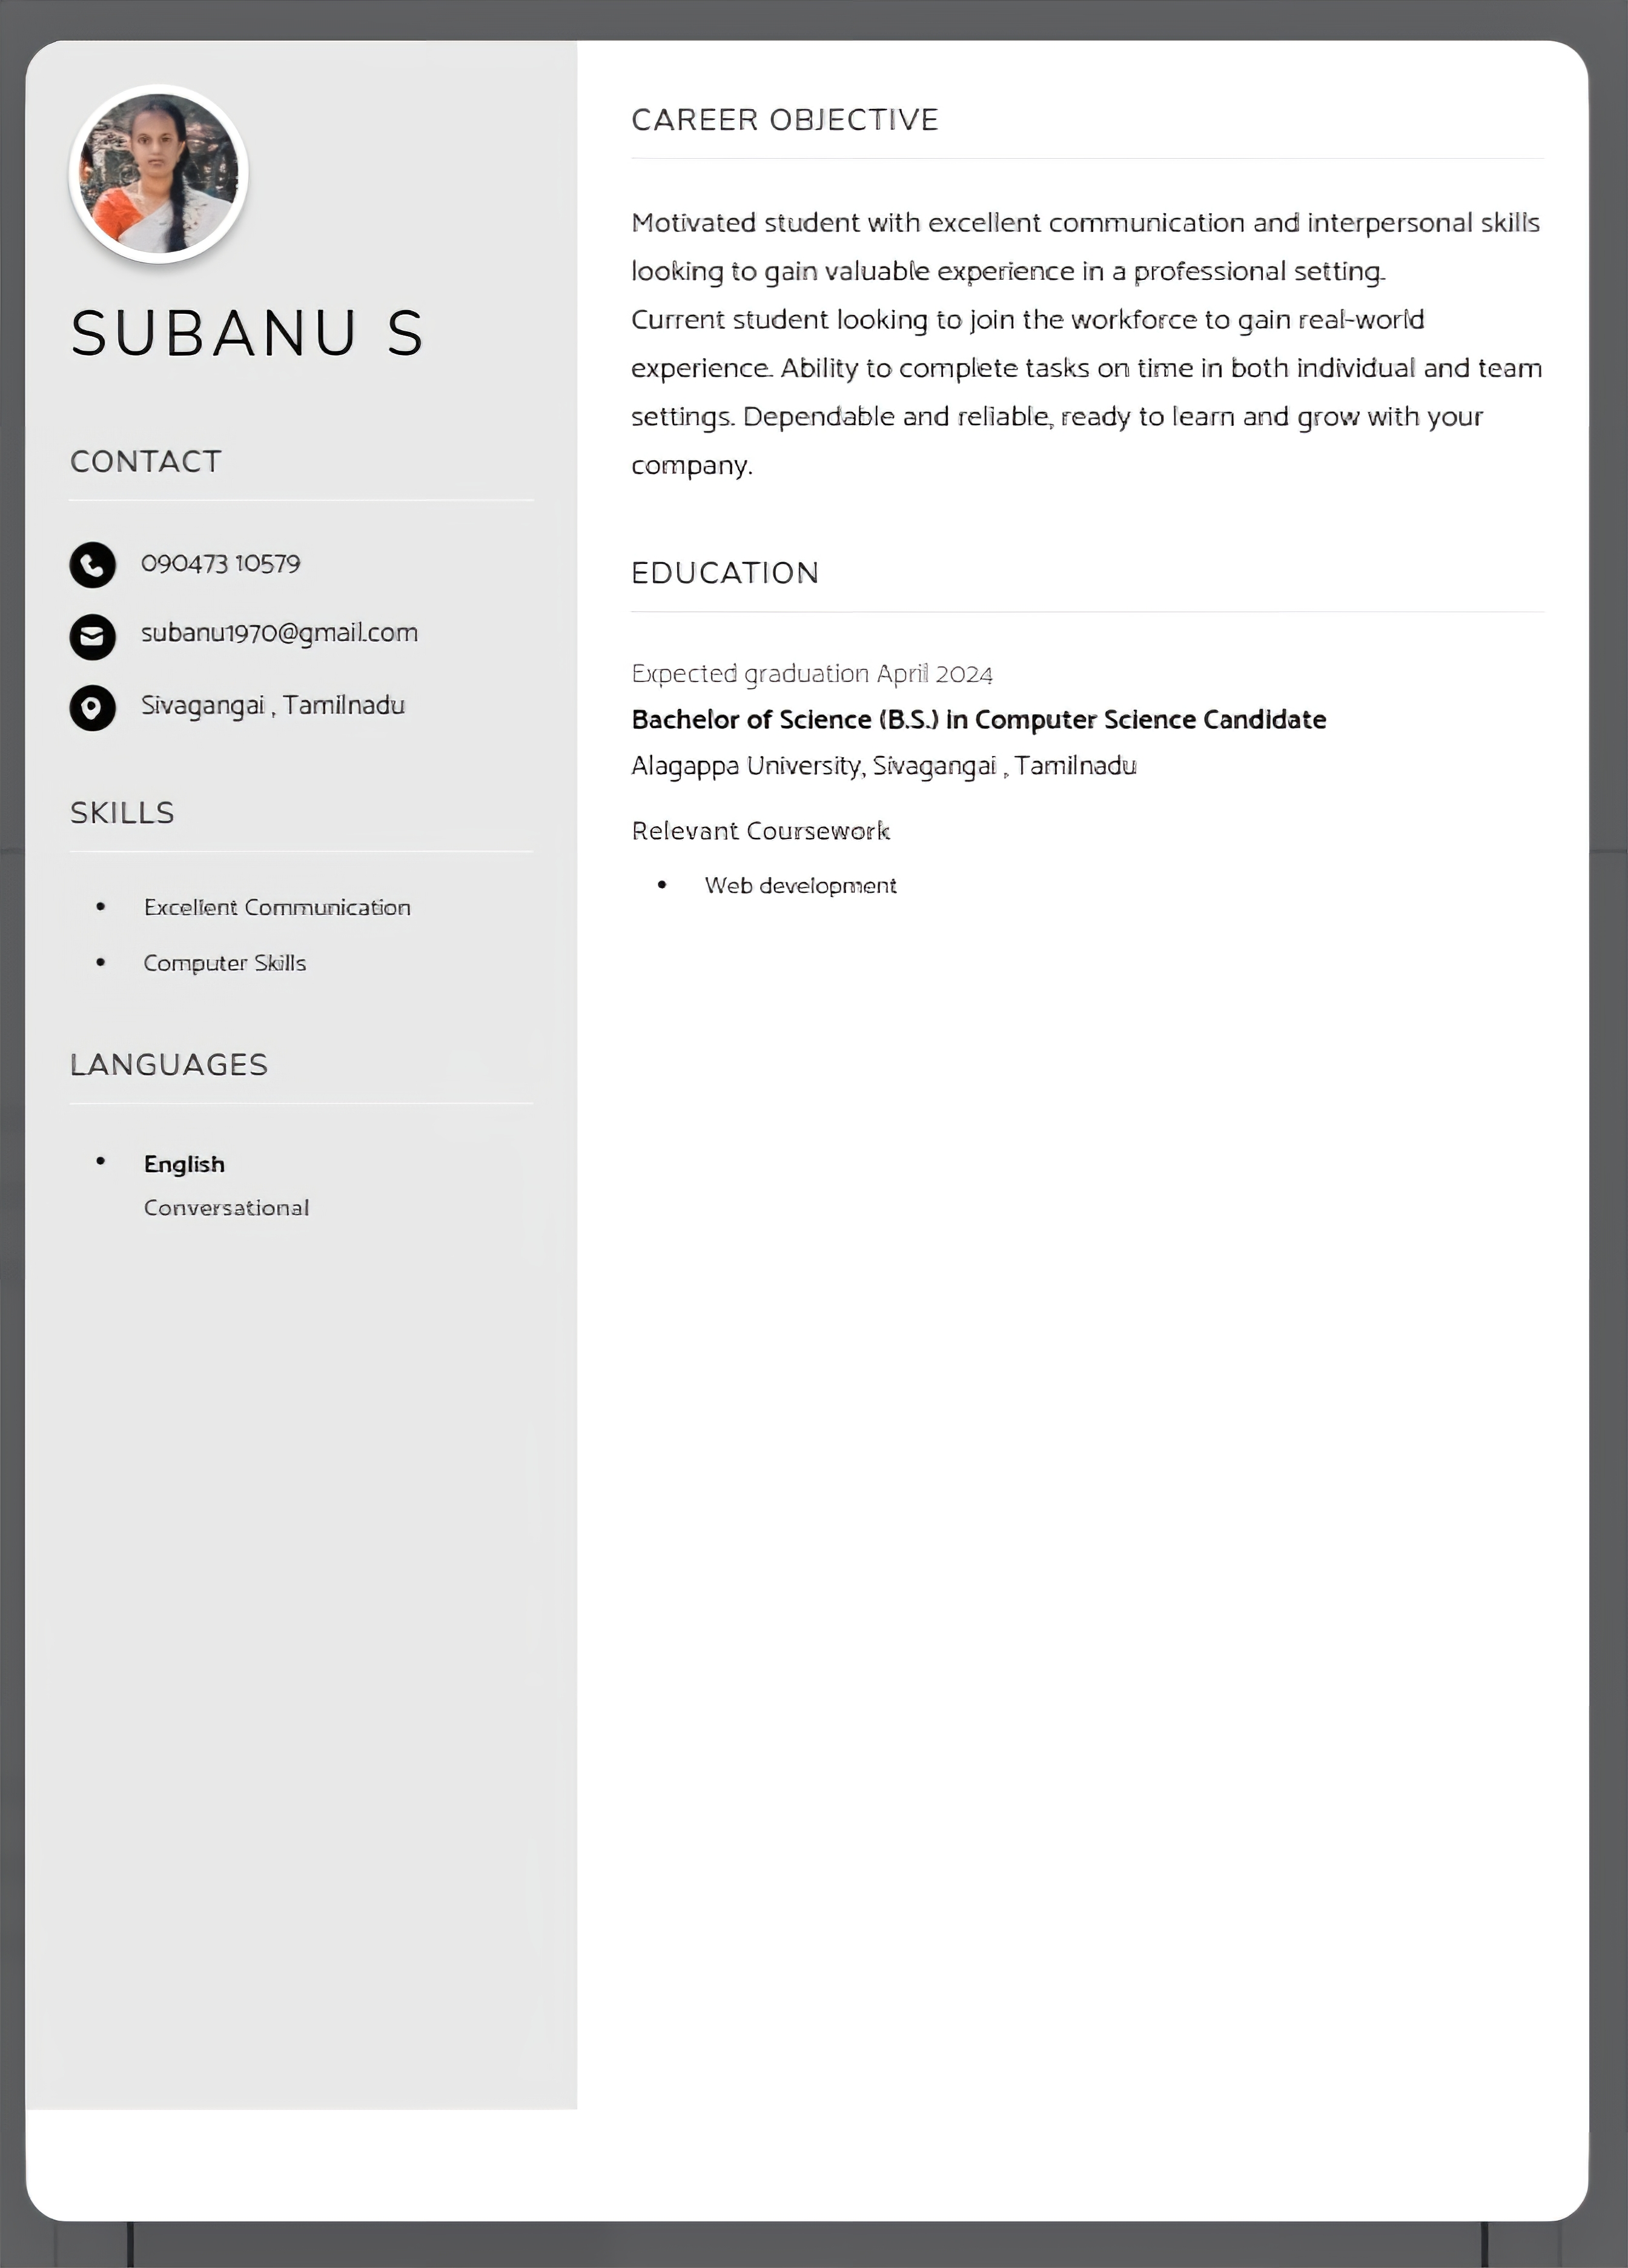 SUBANU S
CONTACT
090473 10579
subanu1970@gmail.com
Sivagangai , Tamilnadu
SKILLS
• Excellent Communication
• Computer Skills
LANGUAGES
• English
Conversational
CAREER OBJECTIVE
Motivated student with excellent communication and interpersonal skills
looking to gain valuable experience in a professional setting.
Current student looking to join the workforce to gain real-world
experience. Ability to complete tasks on time in both individual and team
settings. Dependable and reliable, ready to learn and grow with your
company.
EDUCATION
Expected graduation April 2024
Bachelor of Science (B.S.) in Computer Science Candidate
Alagappa University, Sivagangai , Tamilnadu
Relevant Coursework
• Web development